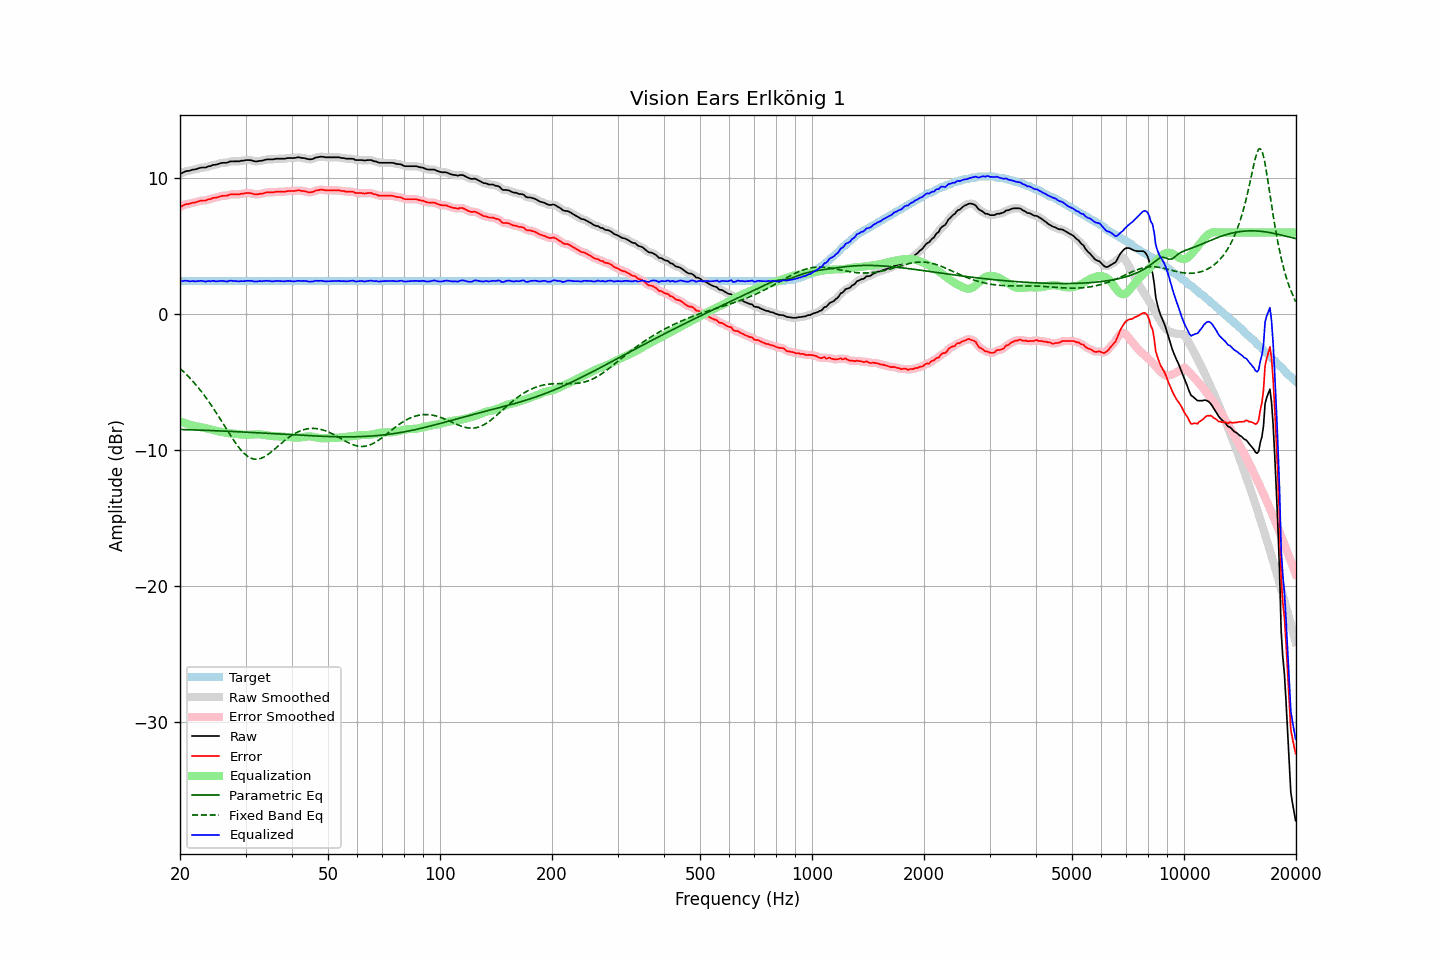 Vision Ears Erlkönig 1
Amplitude (dBr)
10
0
−10
−20
−30
Target
Raw Smoothed
Error Smoothed
Raw
Error
Equalization
Parametric Eq
Fixed Band Eq
Equalized
20 50 100 200 500 1000 2000 5000 10000 20000
Frequency (Hz)